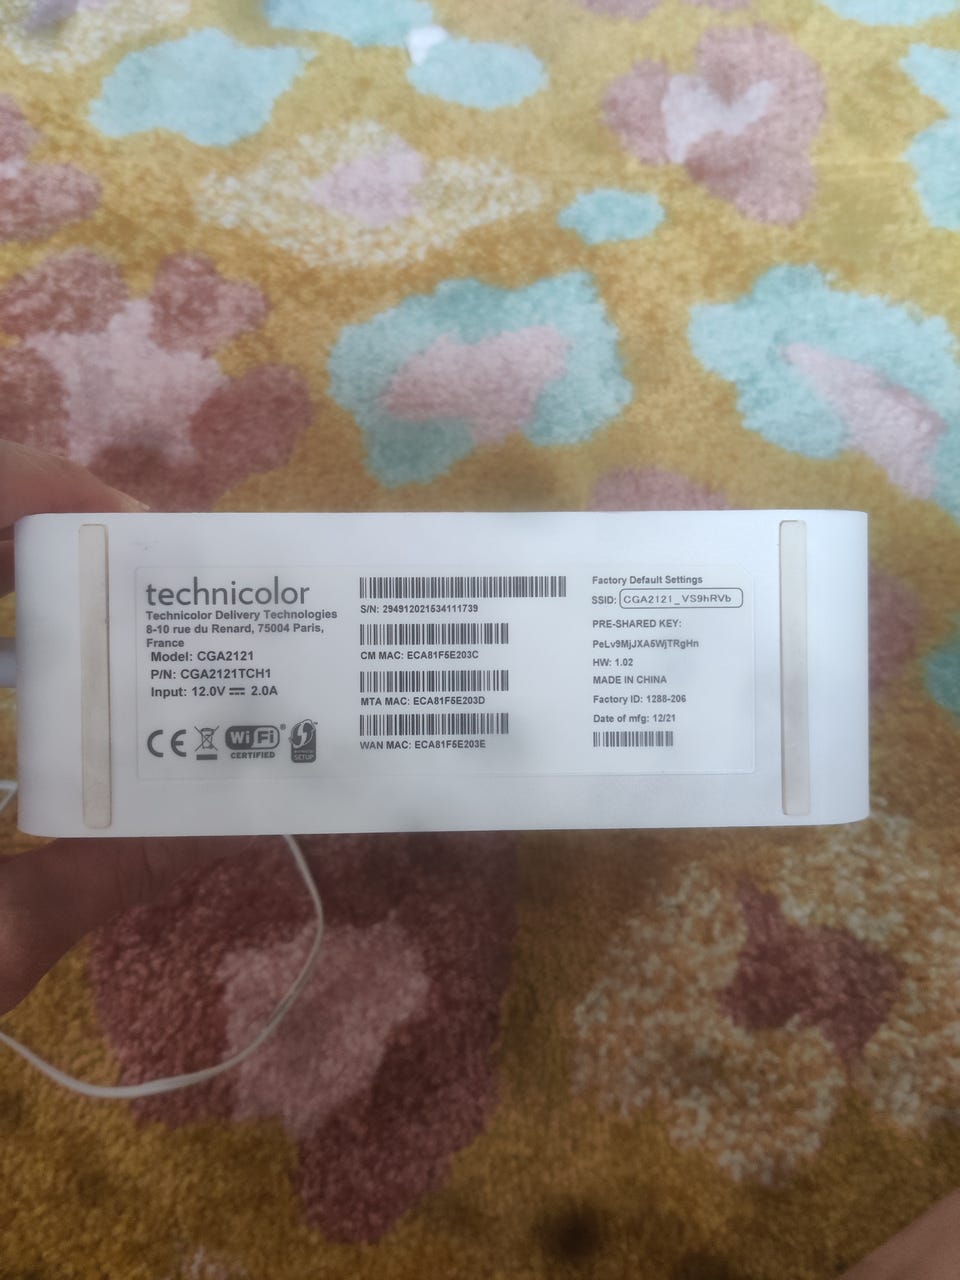 technicolor
Technicolor Delivery Technologies
8-10 rue du Renard, 75004 Paris,
France
Model: CGA2121
P/N: CGA2121TCH1
Input: 12.0V 2.0A
CE
Wi Fi®
CERTIFIED
SETUP
S/N: 294912021534111739
CM MAC: ECA81F5E203C
MTA MAC: ECA81F5E203D
WAN MAC: ECA81F5E203E
Factory Default Settings
SSID: CGA2121_VS9hRVb
PRE-SHARED KEY:
PeLv9MjJXA5WjTRgHn
HW: 1.02
MADE IN CHINA
Factory ID: 1288-206
Date of mfg: 12/21